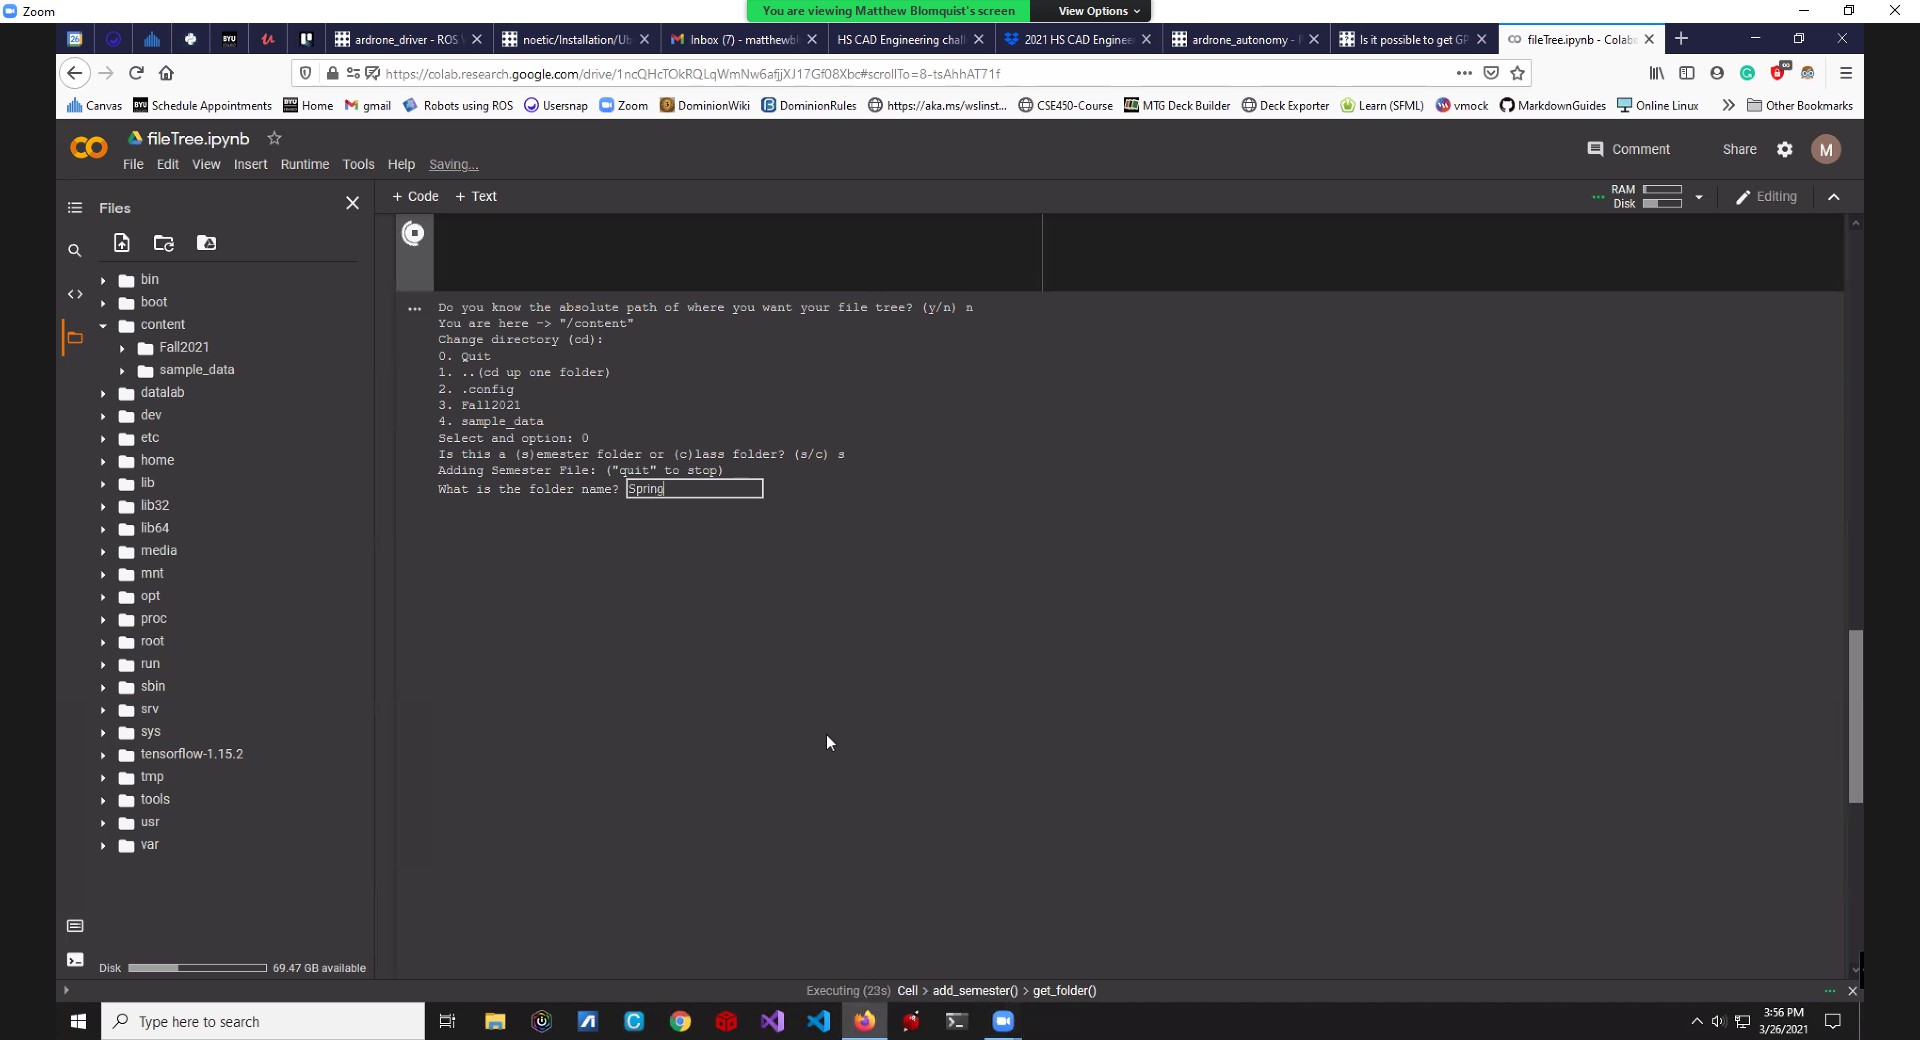 Zoom
You are viewing Matthew Blomquist's screen
View Options
ardrone_driver - ROS
noetic/Installation/Ub
Inbox (7) - matthewbl
HS CAD Engineering chal
2021 HS CAD Enginee
ardrone_autonomy -
Is it possible to get GP
fileTree.ipynb - Colab
https://colab.research.google.com/drive/1ncQHcTOkRQLqWmNw6afjjXJ17Gf08Xbc#scrollTo=8-tsAhhAT71f
Canvas
BYU Schedule Appointments
BYU Home
gmail
Robots using ROS
Usersnap
Zoom
DominionWiki
DominionRules
https://aka.ms/wslinst...
CSE450-Course
MTG Deck Builder
Deck Exporter
Learn (SFML)
vmock
MarkdownGuides
Online Linux
Other Bookmarks
fileTree.ipynb
File Edit View Insert Runtime Tools Help Saving...
Comment
Share
M
Files
+ Code + Text
RAM
Disk
Editing
bin
boot
content
Fall2021
sample_data
datalab
dev
etc
home
lib
lib32
lib64
media
mnt
opt
proc
root
run
sbin
srv
sys
tensorflow-1.15.2
tmp
tools
usr
var
Disk 69.47 GB available
Do you know the absolute path of where you want your file tree? (y/n) n
You are here -> "/content"
Change directory (cd):
0. Quit
1. ..(cd up one folder)
2. .config
3. Fall2021
4. sample_data
Select and option: 0
Is this a (s)emester folder or (c)lass folder? (s/c) s
Adding Semester File: ("quit" to stop)
What is the folder name? Spring
Executing (23s) Cell > add_semester() > get_folder()
Type here to search
3:56 PM
3/26/2021